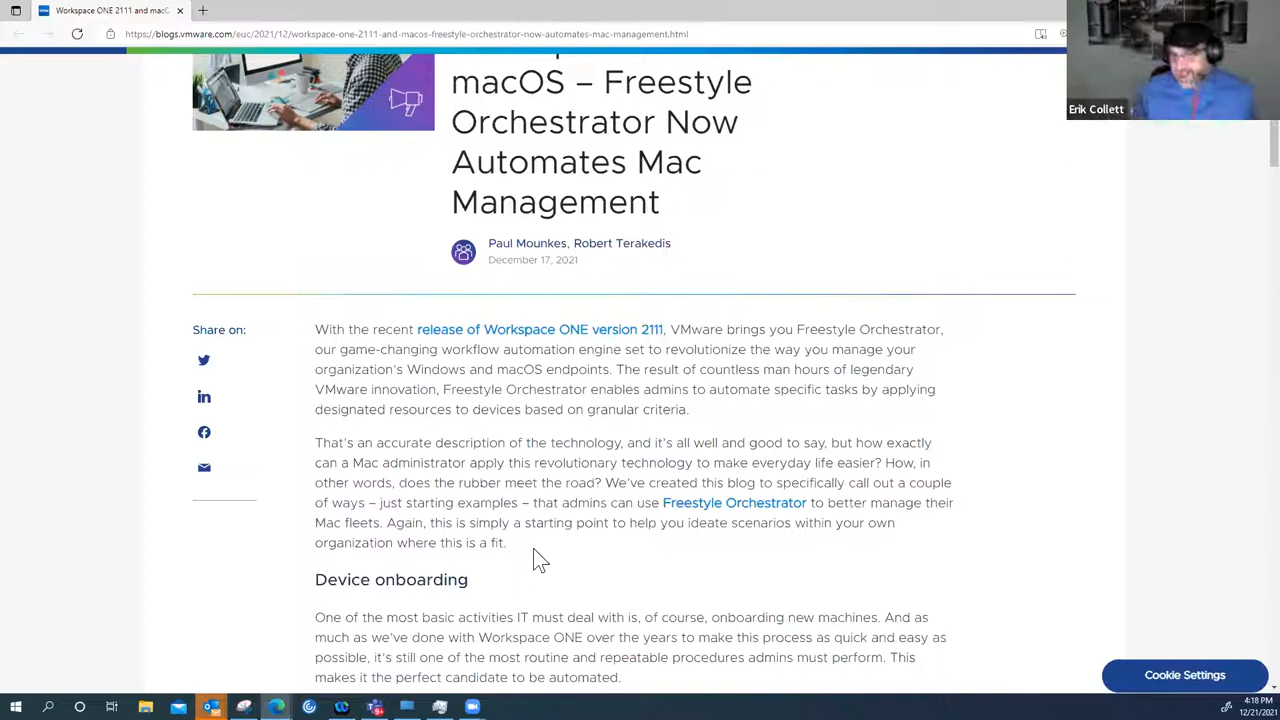 Workspace ONE 2111 and macO
https://blogs.vmware.com/euc/2021/12/workspace-one-2111-and-macos-freestyle-orchestrator-now-automates-mac-management.html
Erik Collett
macOS – Freestyle
Orchestrator Now
Automates Mac
Management
Paul Mounkes, Robert Terakedis
December 17, 2021
Share on:
With the recent release of Workspace ONE version 2111, VMware brings you Freestyle Orchestrator,
our game-changing workflow automation engine set to revolutionize the way you manage your
organization's Windows and macOS endpoints. The result of countless man hours of legendary
VMware innovation, Freestyle Orchestrator enables admins to automate specific tasks by applying
designated resources to devices based on granular criteria.
That's an accurate description of the technology, and it's all well and good to say, but how exactly
can a Mac administrator apply this revolutionary technology to make everyday life easier? How, in
other words, does the rubber meet the road? We've created this blog to specifically call out a couple
of ways – just starting examples – that admins can use Freestyle Orchestrator to better manage their
Mac fleets. Again, this is simply a starting point to help you ideate scenarios within your own
organization where this is a fit.
Device onboarding
One of the most basic activities IT must deal with is, of course, onboarding new machines. And as
much as we've done with Workspace ONE over the years to make this process as quick and easy as
possible, it's still one of the most routine and repeatable procedures admins must perform. This
makes it the perfect candidate to be automated.
Cookie Settings
4:18 PM
12/21/2021